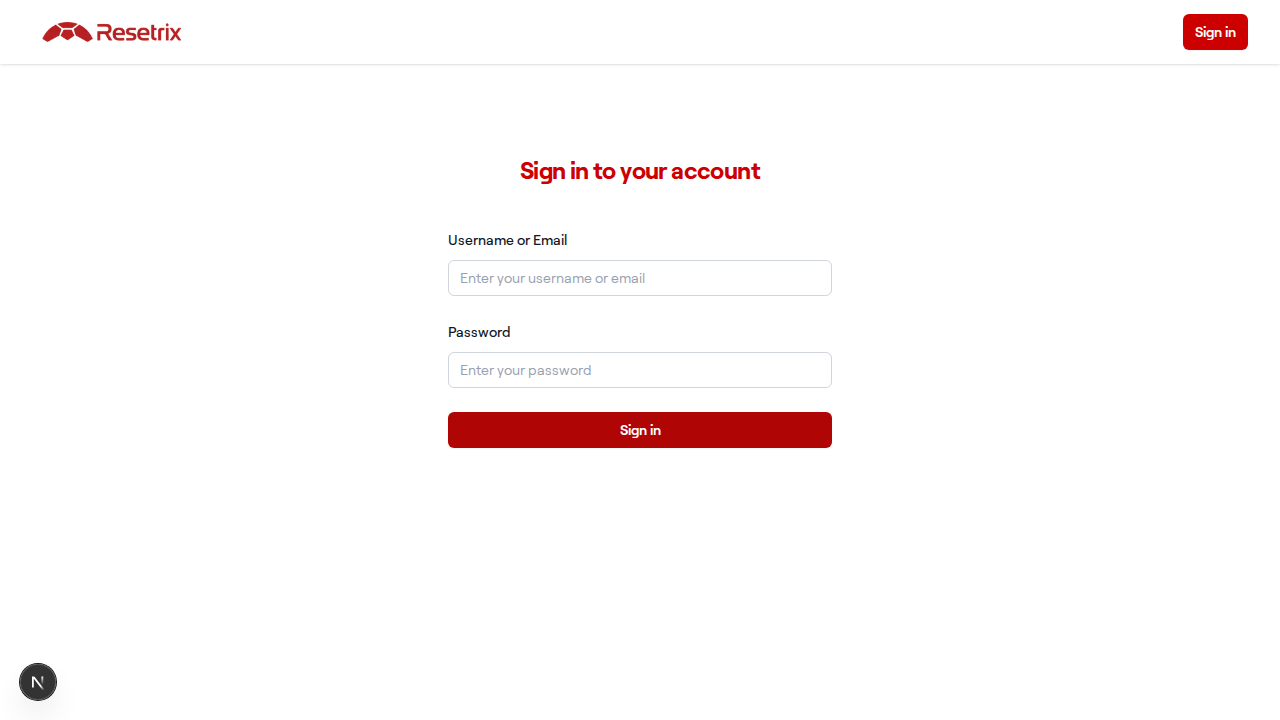 Resetrix
Sign in
Sign in to your account
Username or Email
Enter your username or email
Password
Enter your password
Sign in
N